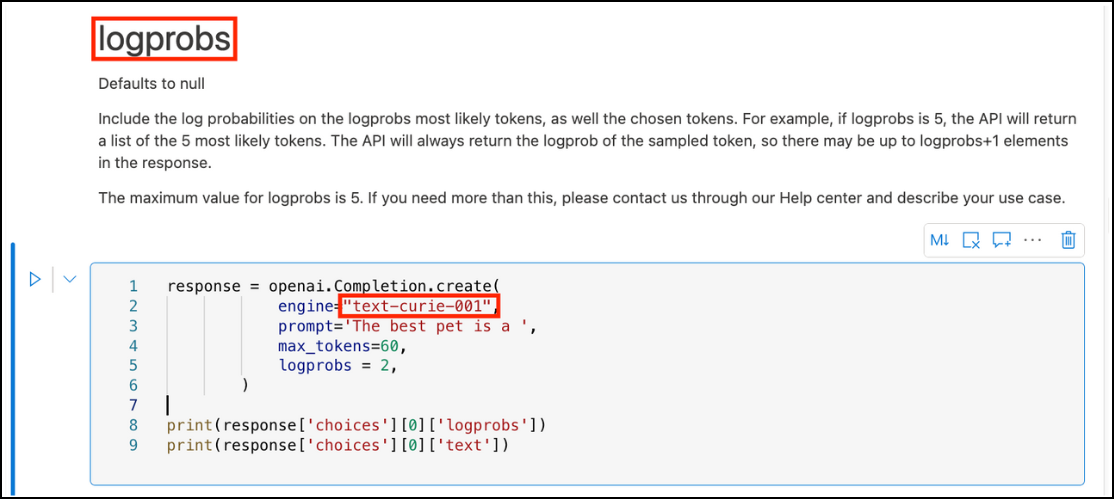 logprobs
Defaults to null
Include the log probabilities on the logprobs most likely tokens, as well the chosen tokens. For example, if logprobs is 5, the API will return
a list of the 5 most likely tokens. The API will always return the logprob of the sampled token, so there may be up to logprobs+1 elements
in the response.
The maximum value for logprobs is 5. If you need more than this, please contact us through our Help center and describe your use case.
M↓ ···
1 response = openai.Completion.create(
2 engine="text-curie-001",
3 prompt='The best pet is a ',
4 max_tokens=60,
5 logprobs = 2,
6 )
7
8 print(response['choices'][0]['logprobs'])
9 print(response['choices'][0]['text'])